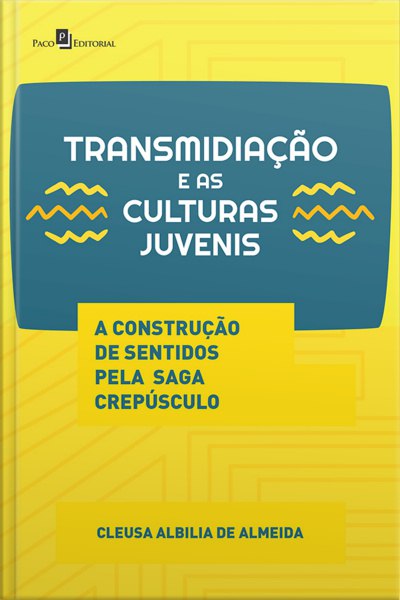 PACO P EDITORIAL
TRANSMIDIAÇÃO
E AS
CULTURAS
JUVENIS
A CONSTRUÇÃO
DE SENTIDOS
PELA SAGA
CREPÚSCULO
CLEUSA ALBILIA DE ALMEIDA